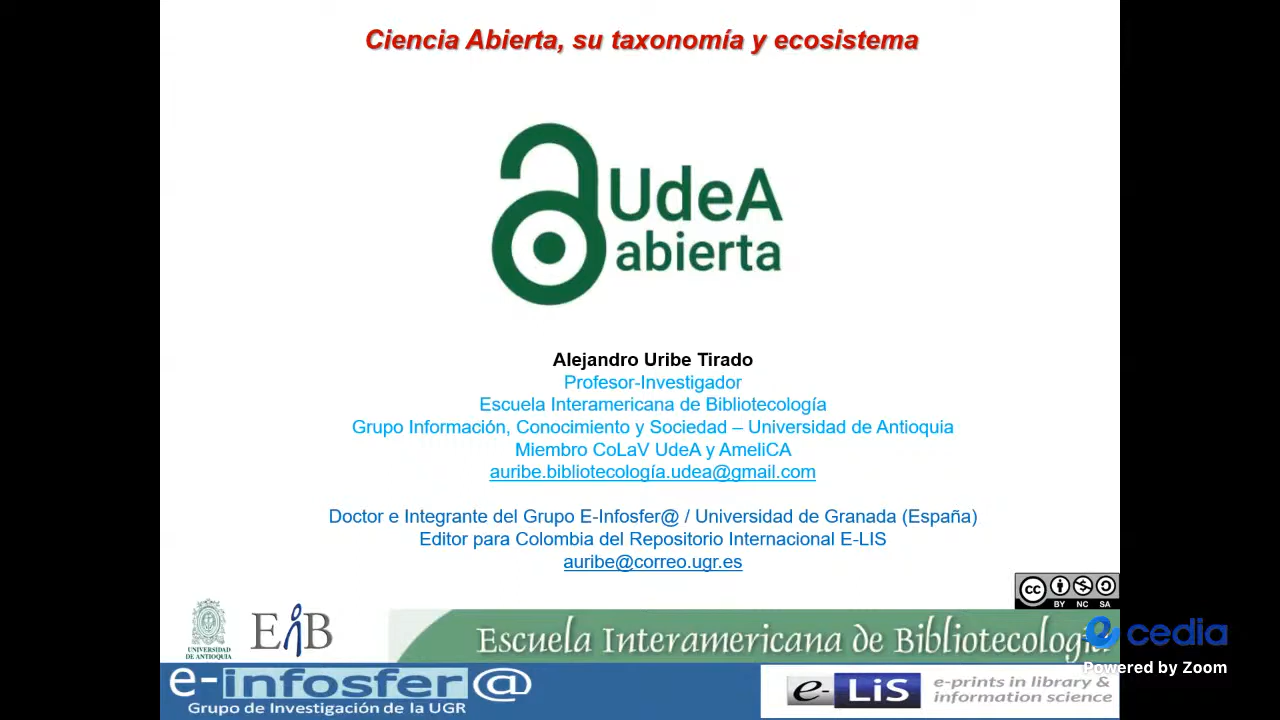 Ciencia Abierta, su taxonomía y ecosistema
UdeA
abierta
Alejandro Uribe Tirado
Profesor-Investigador
Escuela Interamericana de Bibliotecología
Grupo Información, Conocimiento y Sociedad – Universidad de Antioquia
Miembro CoLaV UdeA y AmeliCA
auribe.bibliotecología.udea@gmail.com
Doctor e Integrante del Grupo E-Infosfer@ / Universidad de Granada (España)
Editor para Colombia del Repositorio Internacional E-LIS
auribe@correo.ugr.es
cc
BY NC SA
UNIVERSIDAD
DE ANTIOQUIA
EiB
Escuela Interamericana de Bibliotecología
cedia
Powered by Zoom
e-infosfer@
Grupo de Investigación de la UGR
e-LiS
e-prints in library &
information science